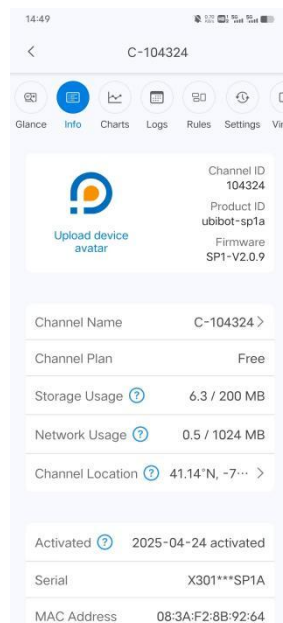 14:49
C-104324
Glance Info Charts Logs Rules Settings
Channel ID
104324
Product ID
ubibot-sp1a
Firmware
SP1-V2.0.9
Upload device
avatar
Channel Name C-104324 >
Channel Plan Free
Storage Usage ? 6.3 / 200 MB
Network Usage ? 0.5 / 1024 MB
Channel Location ? 41.14°N, -7··· >
Activated ? 2025-04-24 activated
Serial X301***SP1A
MAC Address 08:3A:F2:8B:92:64